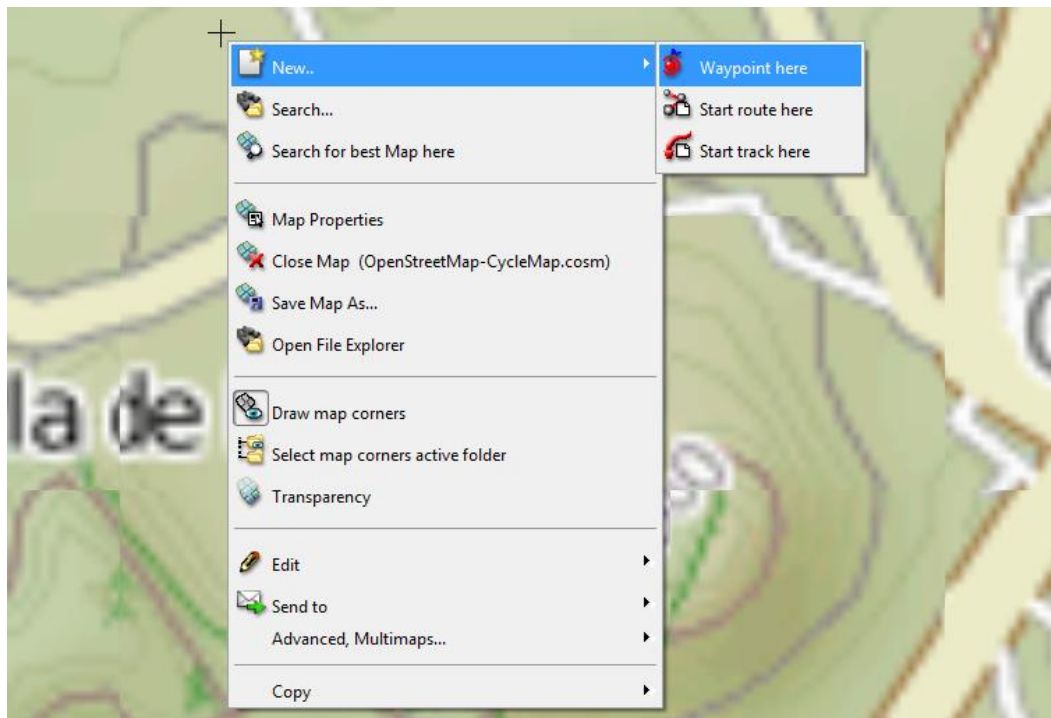 New..
Waypoint here
Search...
Start route here
Search for best Map here
Start track here
Map Properties
Close Map (OpenStreetMap-CycleMap.cosm)
Save Map As...
Open File Explorer
la de
Draw map corners
Select map corners active folder
Transparency
Edit
Send to
Advanced, Multimaps...
Copy